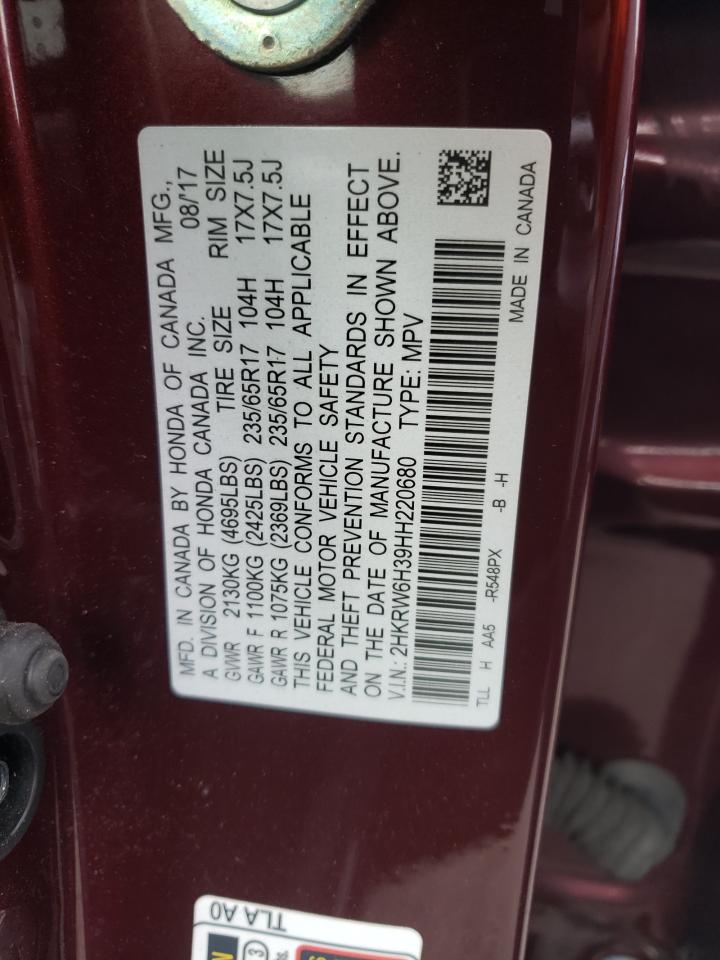 MFD. IN CANADA BY HONDA OF CANADA MFG.,
A DIVISION OF HONDA CANADA INC. 08/17
GVWR 2130KG (4695LBS) TIRE SIZE RIM SIZE
GAWR F 1100KG (2425LBS) 235/65R17 104H 17X7.5J
GAWR R 1075KG (2369LBS) 235/65R17 104H 17X7.5J
THIS VEHICLE CONFORMS TO ALL APPLICABLE
FEDERAL MOTOR VEHICLE SAFETY
AND THEFT PREVENTION STANDARDS IN EFFECT
ON THE DATE OF MANUFACTURE SHOWN ABOVE.
V.I.N.: 2HKRW6H39HH220680 TYPE: MPV
TLL H AA5 -R548PX -B -H
MADE IN CANADA
TLA A0
3